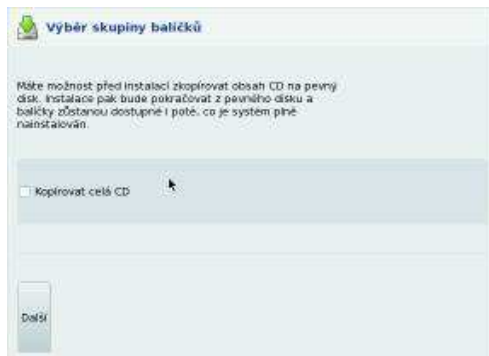 Výběr skupiny balíčků
Máte možnost před instalací zkopírovat obsah CD na pevný
disk. Instalace pak bude pokračovat z pevného disku a
balíčky zůstanou dostupné i poté, co je systém plně
nainstalován.
Kopírovat celá CD
Další